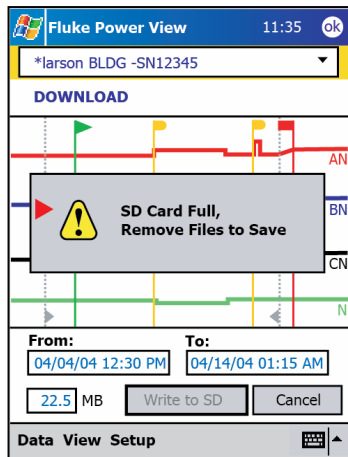 Fluke Power View 11:35 ok
*larson BLDG -SN12345
DOWNLOAD
AN
SD Card Full,
Remove Files to Save
BN
CN
N
From: To:
04/04/04 12:30 PM 04/14/04 01:15 AM
22.5 MB Write to SD Cancel
Data View Setup